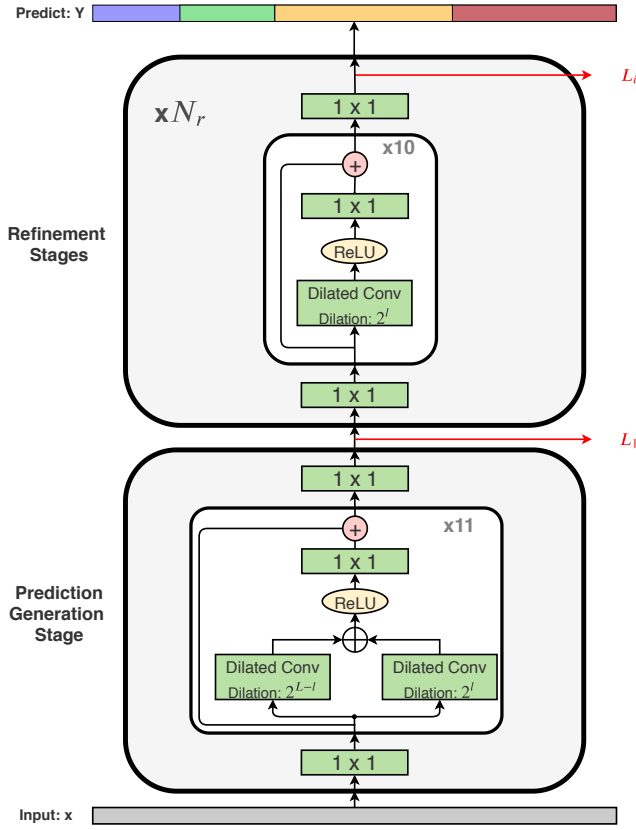 Predict: Y
L_i
xN_r
1 x 1
x10
+
1 x 1
Refinement
Stages
ReLU
Dilated Conv
Dilation: 2^l
1 x 1
L_1
1 x 1
x11
+
1 x 1
Prediction
Generation
Stage
ReLU
Dilated Conv
Dilation: 2^{L-l}
Dilated Conv
Dilation: 2^l
1 x 1
Input: x